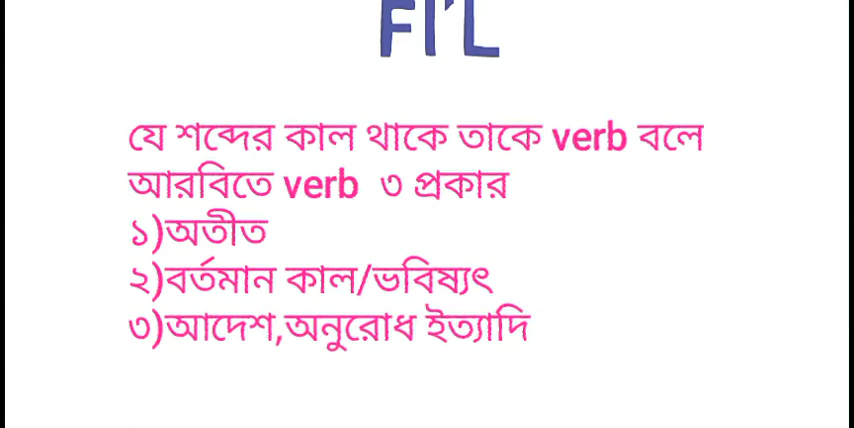 FI'L
যে শব্দের কাল থাকে তাকে verb বলে
আরবিতে verb ৩ প্রকার
১)অতীত
২)বর্তমান কাল/ভবিষ্যৎ
৩)আদেশ,অনুরোধ ইত্যাদি